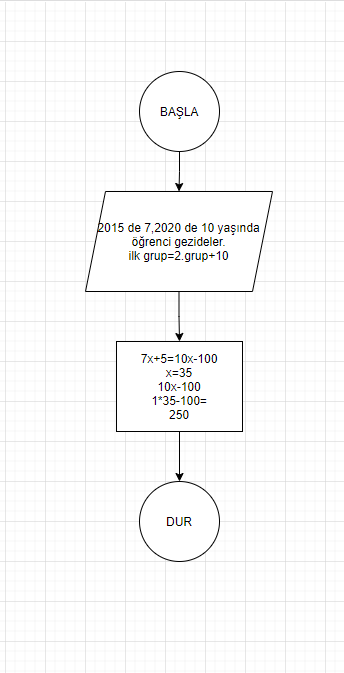 BAŞLA
2015 de 7,2020 de 10 yaşında
öğrenci gezideler.
ilk grup=2.grup+10
7x+5=10x-100
x=35
10x-100
1*35-100=
250
DUR